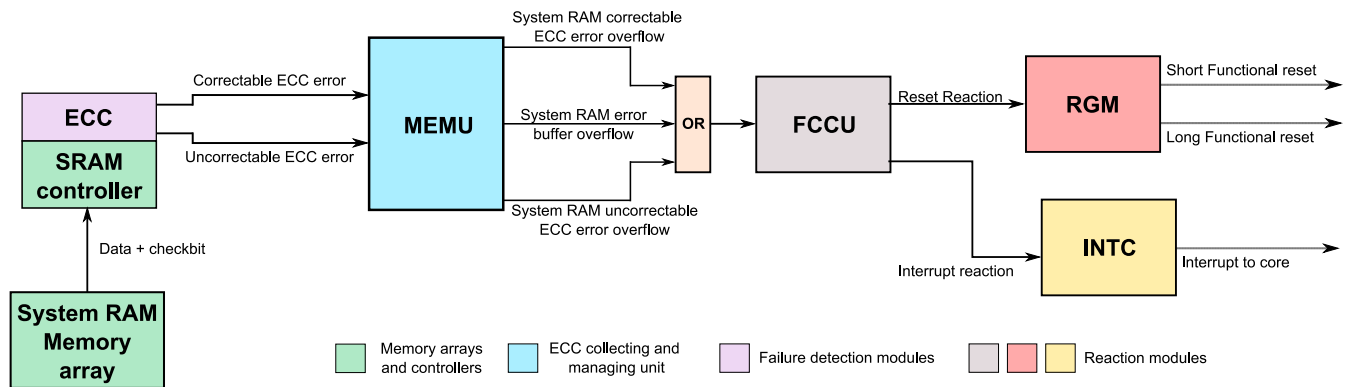 System RAM correctable
ECC error overflow
Correctable ECC error
ECC
Uncorrectable ECC error
SRAM
controller
Data + checkbit
System RAM
Memory
array
MEMU
System RAM error
buffer overflow
System RAM uncorrectable
ECC error overflow
OR
FCCU
Reset Reaction
Interrupt reaction
RGM
Short Functional reset
Long Functional reset
INTC
Interrupt to core
Memory arrays
and controllers
ECC collecting and
managing unit
Failure detection modules
Reaction modules